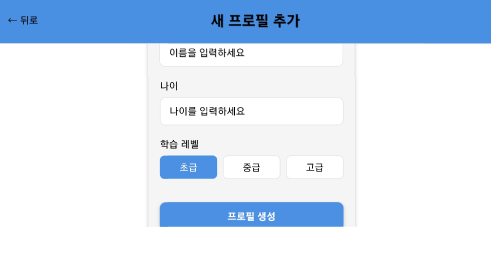 ← 뒤로
새 프로필 추가
이름을 입력하세요
나이
나이를 입력하세요
학습 레벨
초급 중급 고급
프로필 생성